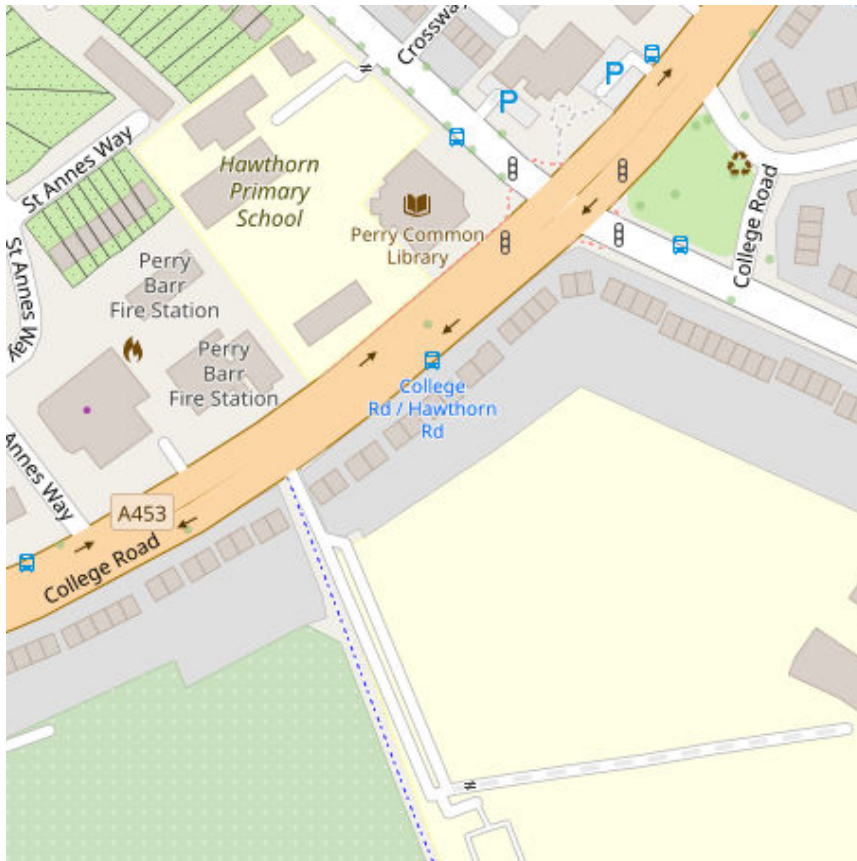 Crossway
P
P
St Annes Way
Hawthorn
Primary
School
Perry Common
Library
College Road
St Annes Way
Perry
Barr
Fire Station
Perry
Barr
Fire Station
College
Rd / Hawthorn
Rd
Annes Way
A453
College Road